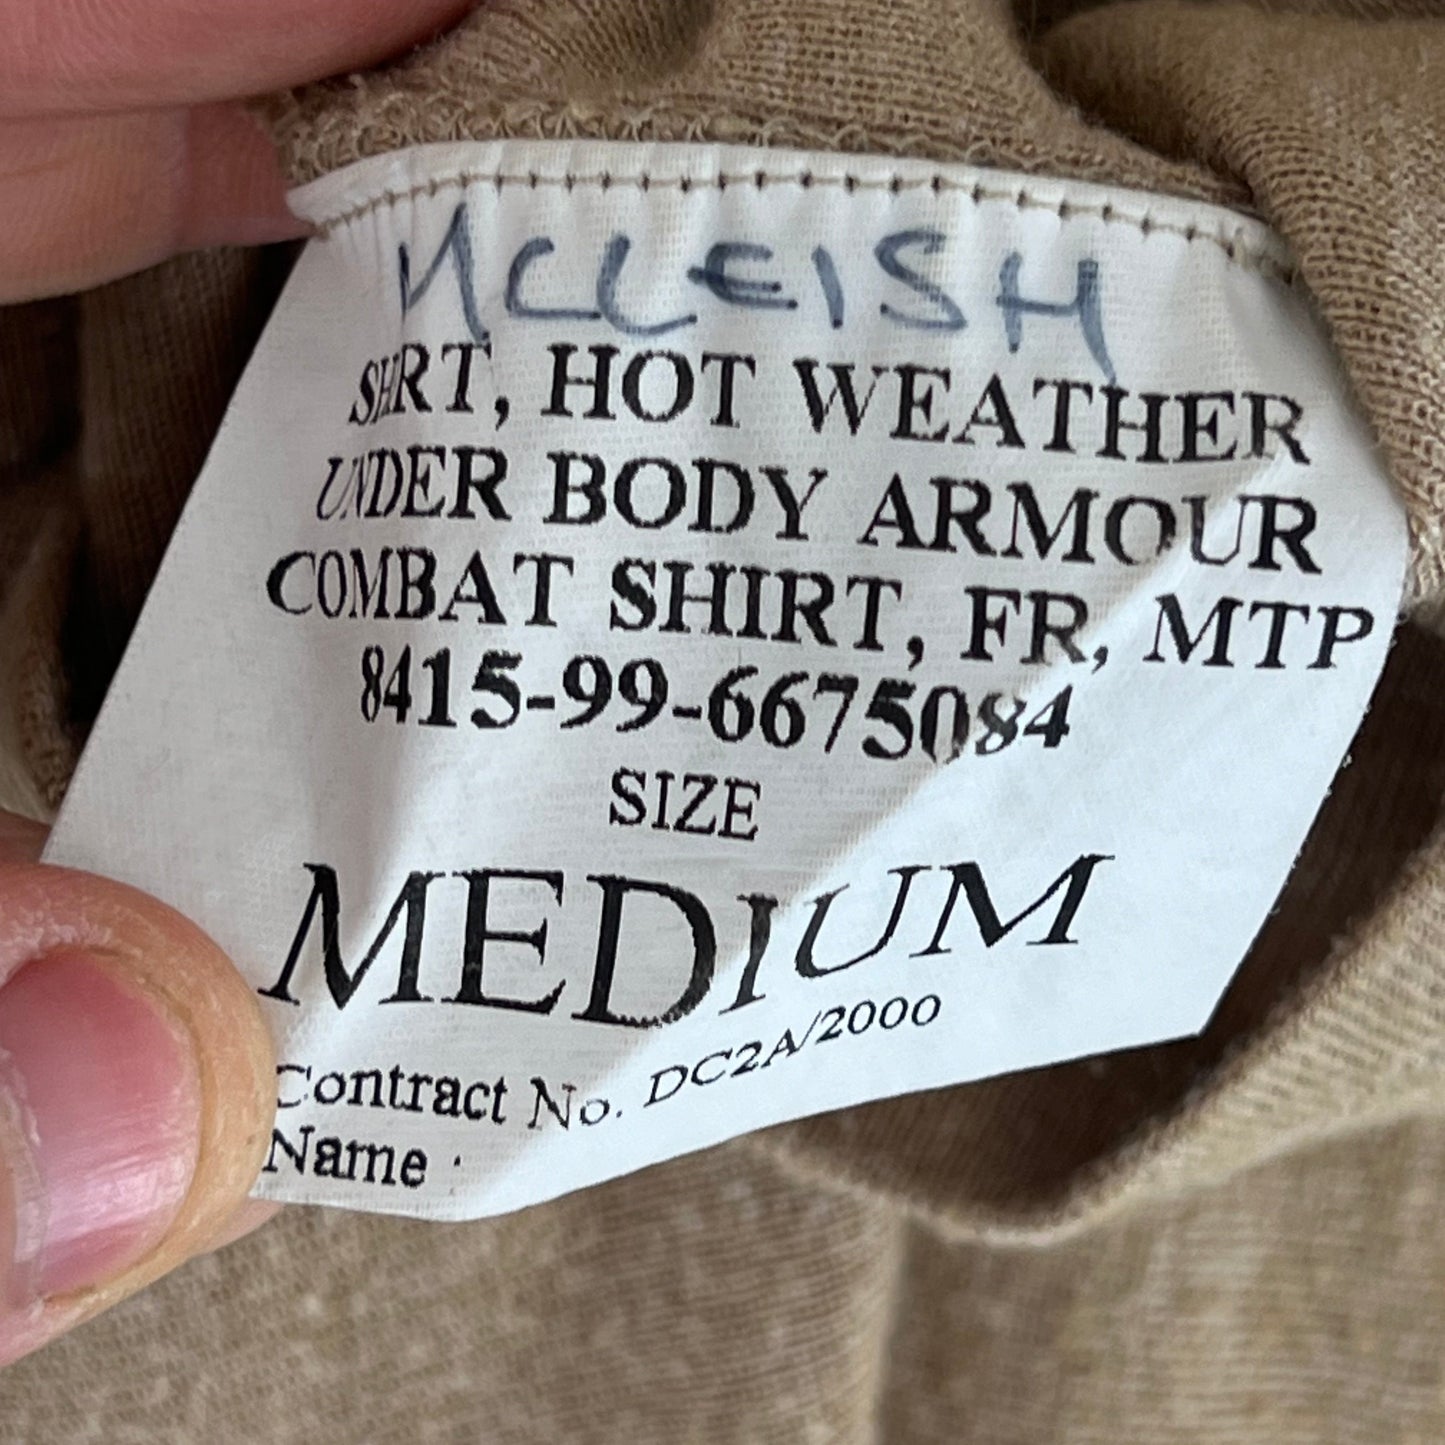 MCLEISH
SHIRT, HOT WEATHER
UNDER BODY ARMOUR
COMBAT SHIRT, FR, MTP
8415-99-6675084
SIZE
MEDIUM
Contract No. DC2A/2000
Name